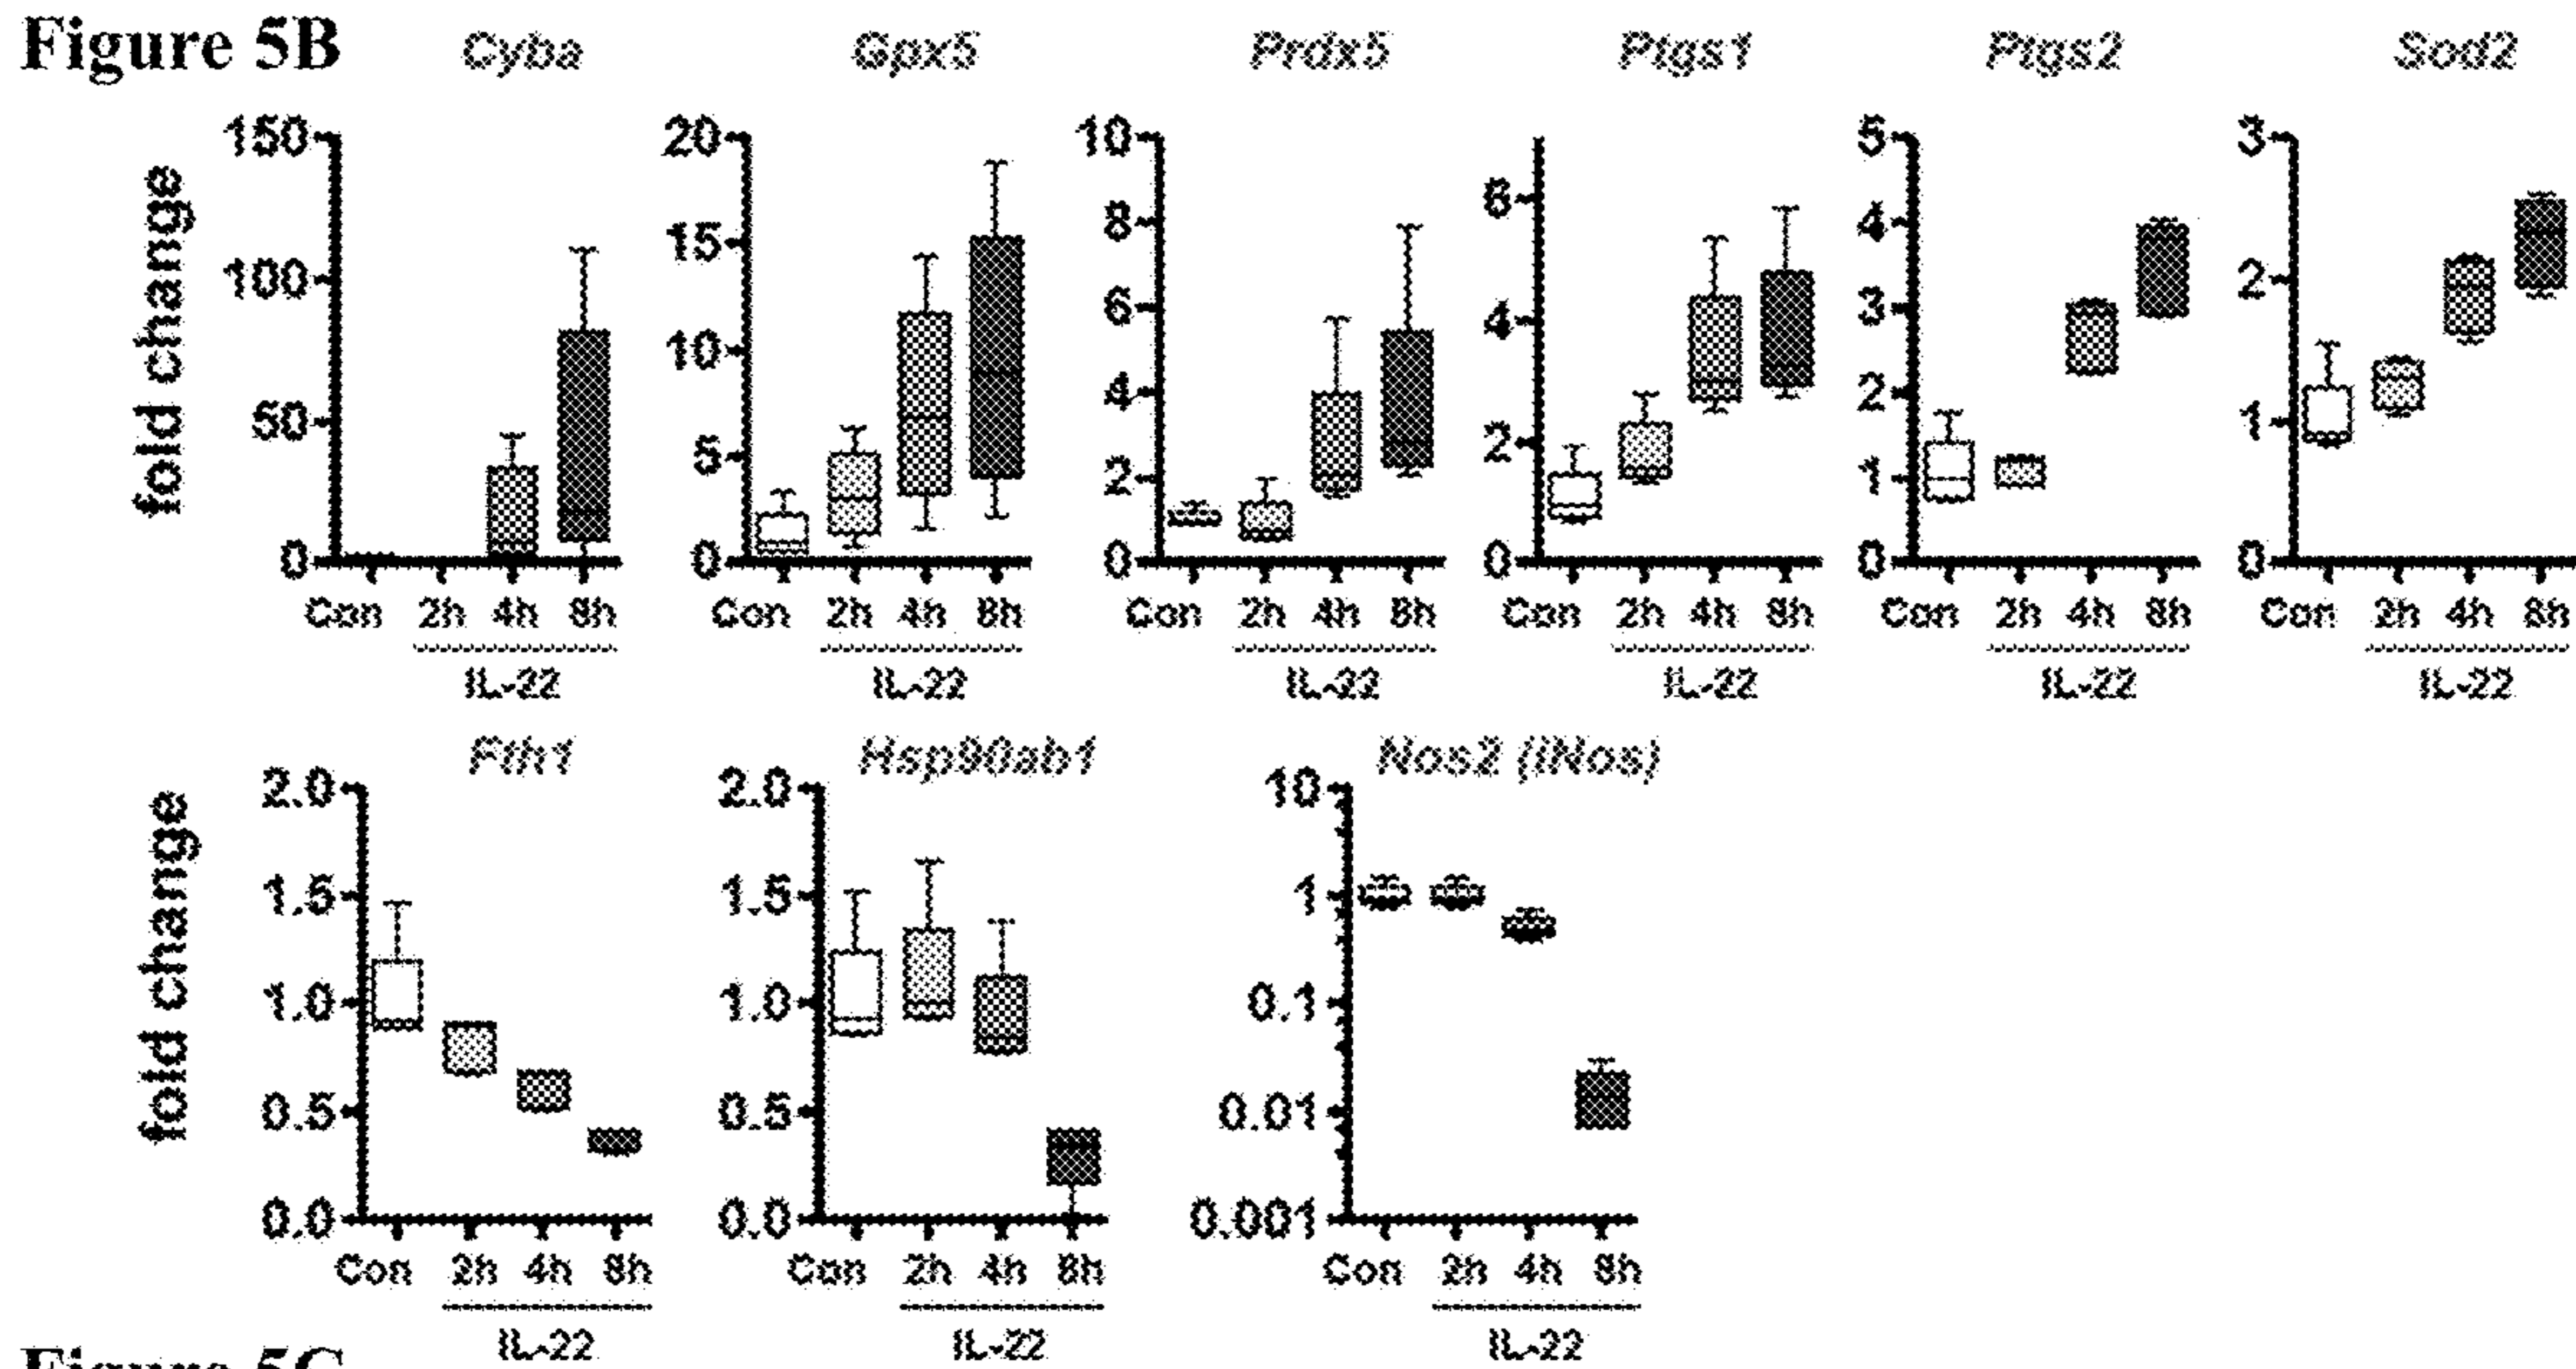 Figure 5B Cyba Gpx5 Prdx5 Ptgs1 Ptgs2 Sod2
fold change
150
100
50
0
Con 2h 4h 8h
IL-22
20
15
10
5
0
Con 2h 4h 8h
IL-22
10
8
6
4
2
0
Con 2h 4h 8h
IL-22
6
4
2
0
Con 2h 4h 8h
IL-22
5
4
3
2
1
0
Con 2h 4h 8h
IL-22
3
2
1
0
Con 2h 4h 8h
IL-22
Fth1 Hsp90ab1 Nos2 (iNos)
fold change
2.0
1.5
1.0
0.5
0.0
Con 2h 4h 8h
IL-22
2.0
1.5
1.0
0.5
0.0
Con 2h 4h 8h
IL-22
10
1
0.1
0.01
0.001
Con 2h 4h 8h
IL-22
Figure 5C